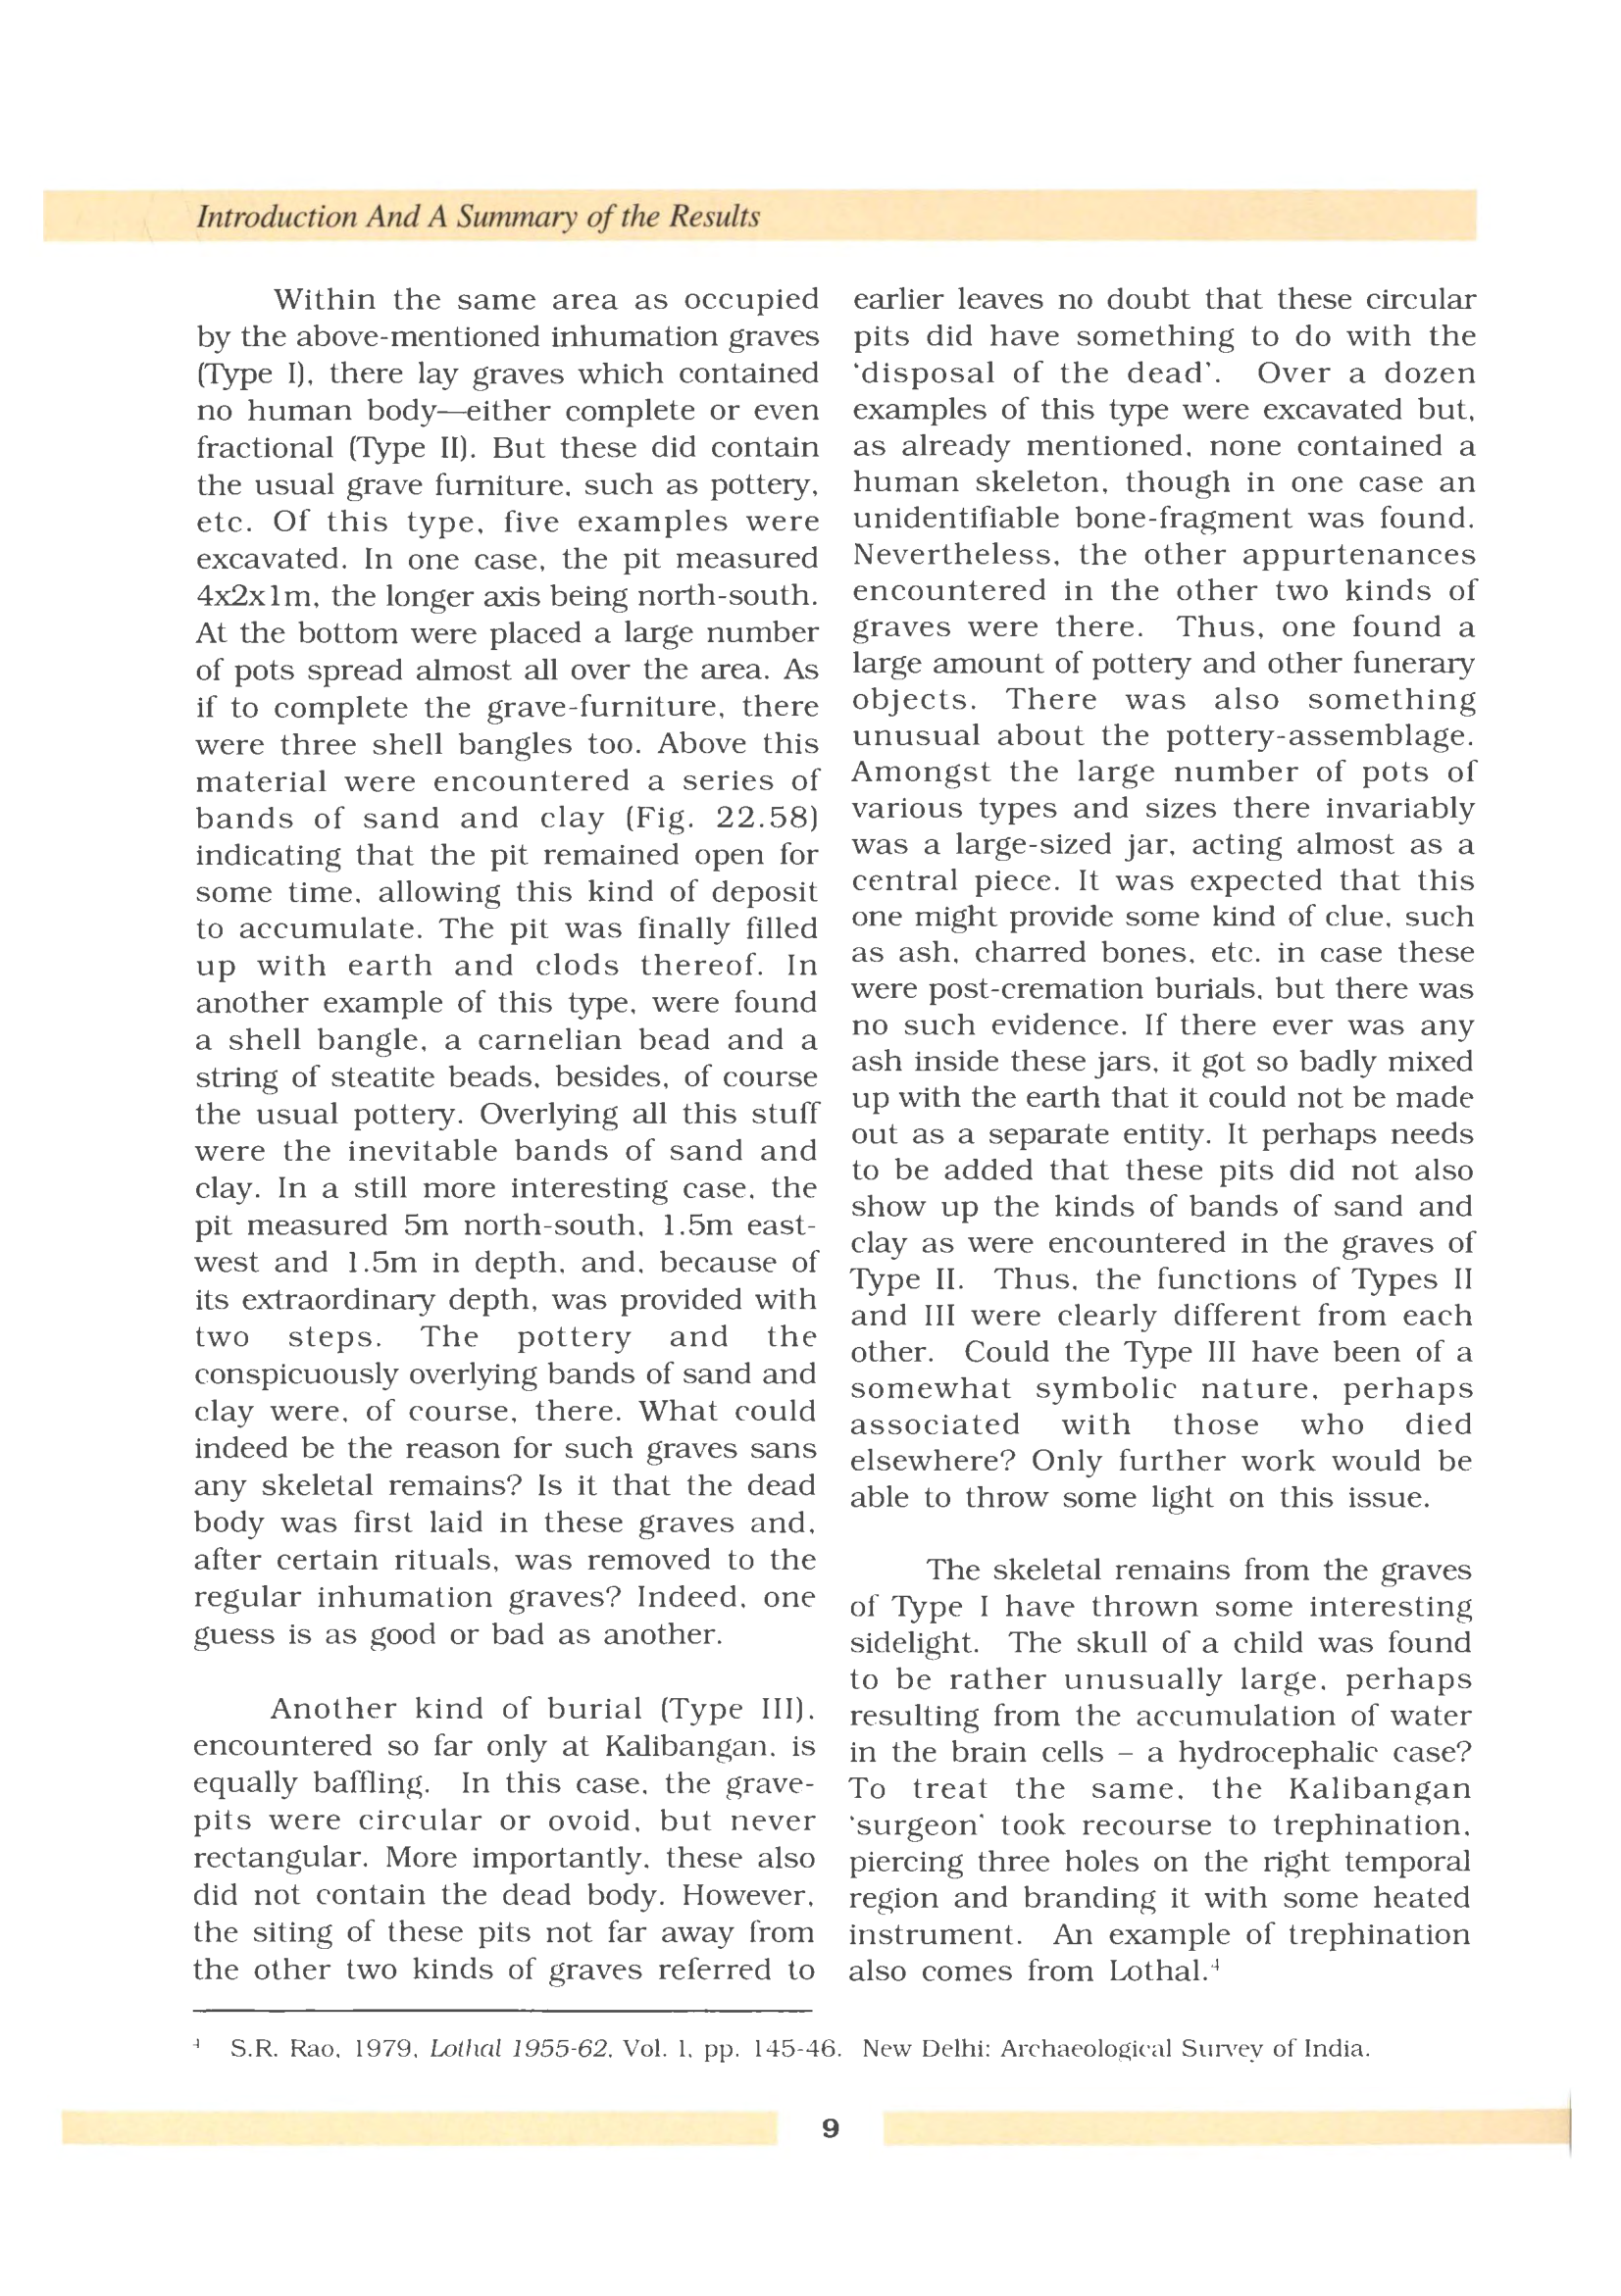 Introduction And A Summary of the Results
Within the same area as occupied
by the above-mentioned inhumation graves
(Type I), there lay graves which contained
no human body—either complete or even
fractional (Type II). But these did contain
the usual grave furniture, such as pottery,
etc. Of this type, five examples were
excavated. In one case, the pit measured
4x2x1m, the longer axis being north-south.
At the bottom were placed a large number
of pots spread almost all over the area. As
if to complete the grave-furniture, there
were three shell bangles too. Above this
material were encountered a series of
bands of sand and clay (Fig. 22.58)
indicating that the pit remained open for
some time, allowing this kind of deposit
to accumulate. The pit was finally filled
up with earth and clods thereof. In
another example of this type, were found
a shell bangle, a carnelian bead and a
string of steatite beads, besides, of course
the usual pottery. Overlying all this stuff
were the inevitable bands of sand and
clay. In a still more interesting case, the
pit measured 5m north-south, 1.5m east-
west and 1.5m in depth, and, because of
its extraordinary depth, was provided with
two steps. The pottery and the
conspicuously overlying bands of sand and
clay were, of course, there. What could
indeed be the reason for such graves sans
any skeletal remains? Is it that the dead
body was first laid in these graves and,
after certain rituals, was removed to the
regular inhumation graves? Indeed, one
guess is as good or bad as another.
Another kind of burial (Type III),
encountered so far only at Kalibangan, is
equally baffling. In this case, the grave-
pits were circular or ovoid, but never
rectangular. More importantly, these also
did not contain the dead body. However,
the siting of these pits not far away from
the other two kinds of graves referred to
earlier leaves no doubt that these circular
pits did have something to do with the
‘disposal of the dead’. Over a dozen
examples of this type were excavated but,
as already mentioned, none contained a
human skeleton, though in one case an
unidentifiable bone-fragment was found.
Nevertheless, the other appurtenances
encountered in the other two kinds of
graves were there. Thus, one found a
large amount of pottery and other funerary
objects. There was also something
unusual about the pottery-assemblage.
Amongst the large number of pots of
various types and sizes there invariably
was a large-sized jar, acting almost as a
central piece. It was expected that this
one might provide some kind of clue, such
as ash, charred bones, etc. in case these
were post-cremation burials, but there was
no such evidence. If there ever was any
ash inside these jars, it got so badly mixed
up with the earth that it could not be made
out as a separate entity. It perhaps needs
to be added that these pits did not also
show up the kinds of bands of sand and
clay as were encountered in the graves of
Type II. Thus, the functions of Types II
and III were clearly different from each
other. Could the Type III have been of a
somewhat symbolic nature, perhaps
associated with those who died
elsewhere? Only further work would be
able to throw some light on this issue.
The skeletal remains from the graves
of Type I have thrown some interesting
sidelight. The skull of a child was found
to be rather unusually large, perhaps
resulting from the accumulation of water
in the brain cells – a hydrocephalic case?
To treat the same, the Kalibangan
‘surgeon’ took recourse to trephination,
piercing three holes on the right temporal
region and branding it with some heated
instrument. An example of trephination
also comes from Lothal.4
4 S.R. Rao, 1979, Lothal 1955-62, Vol. 1, pp. 145-46. New Delhi: Archaeological Survey of India.
9